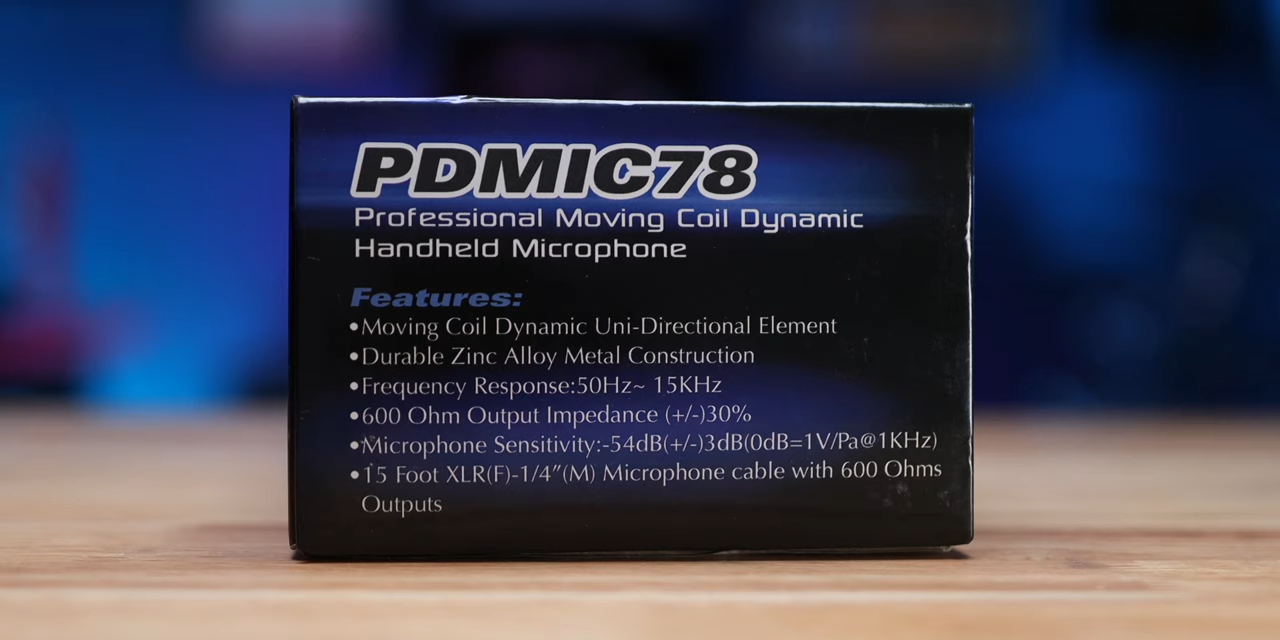 PDMIC78
Professional Moving Coil Dynamic
Handheld Microphone
Features:
•Moving Coil Dynamic Uni-Directional Element
•Durable Zinc Alloy Metal Construction
•Frequency Response:50Hz~ 15KHz
•600 Ohm Output Impedance (+/-)30%
•Microphone Sensitivity:-54dB(+/-)3dB(0dB=1V/Pa@1KHz)
•15 Foot XLR(F)-1/4”(M) Microphone cable with 600 Ohms
Outputs